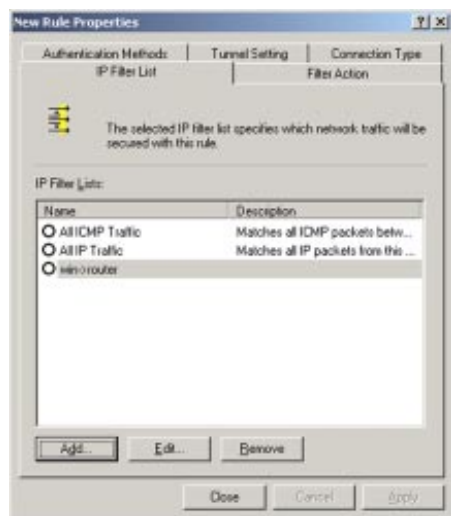 New Rule Properties
? X
Authentication Methods Tunnel Setting Connection Type
IP Filter List Filter Action
The selected IP filter list specifies which network traffic will be
secured with this rule.
IP Filter Lists:
Name Description
All ICMP Traffic Matches all ICMP packets betw...
All IP Traffic Matches all IP packets from this ...
win->router
Add... Edit... Remove
Close Cancel Apply